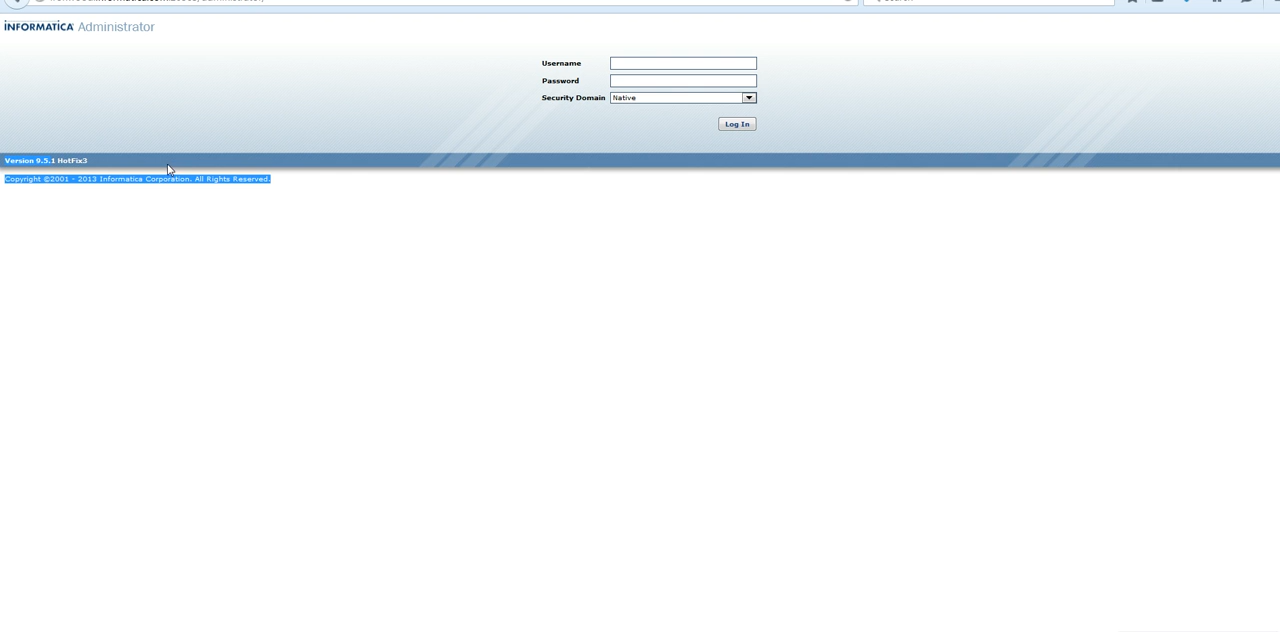 INFORMATICA Administrator
Username
Password
Security Domain Native
Log In
Version 9.5.1 HotFix3
Copyright ©2001 - 2013 Informatica Corporation. All Rights Reserved.